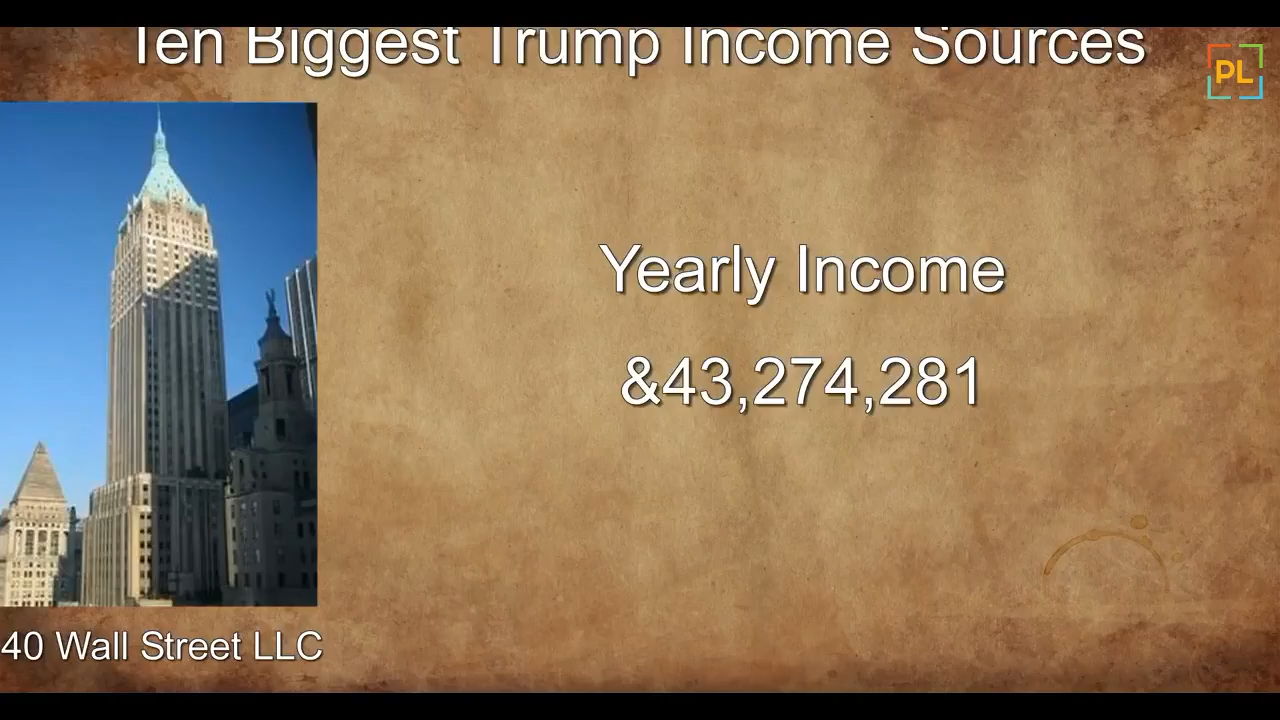 Ten Biggest Trump Income Sources
PL
Yearly Income
&43,274,281
40 Wall Street LLC